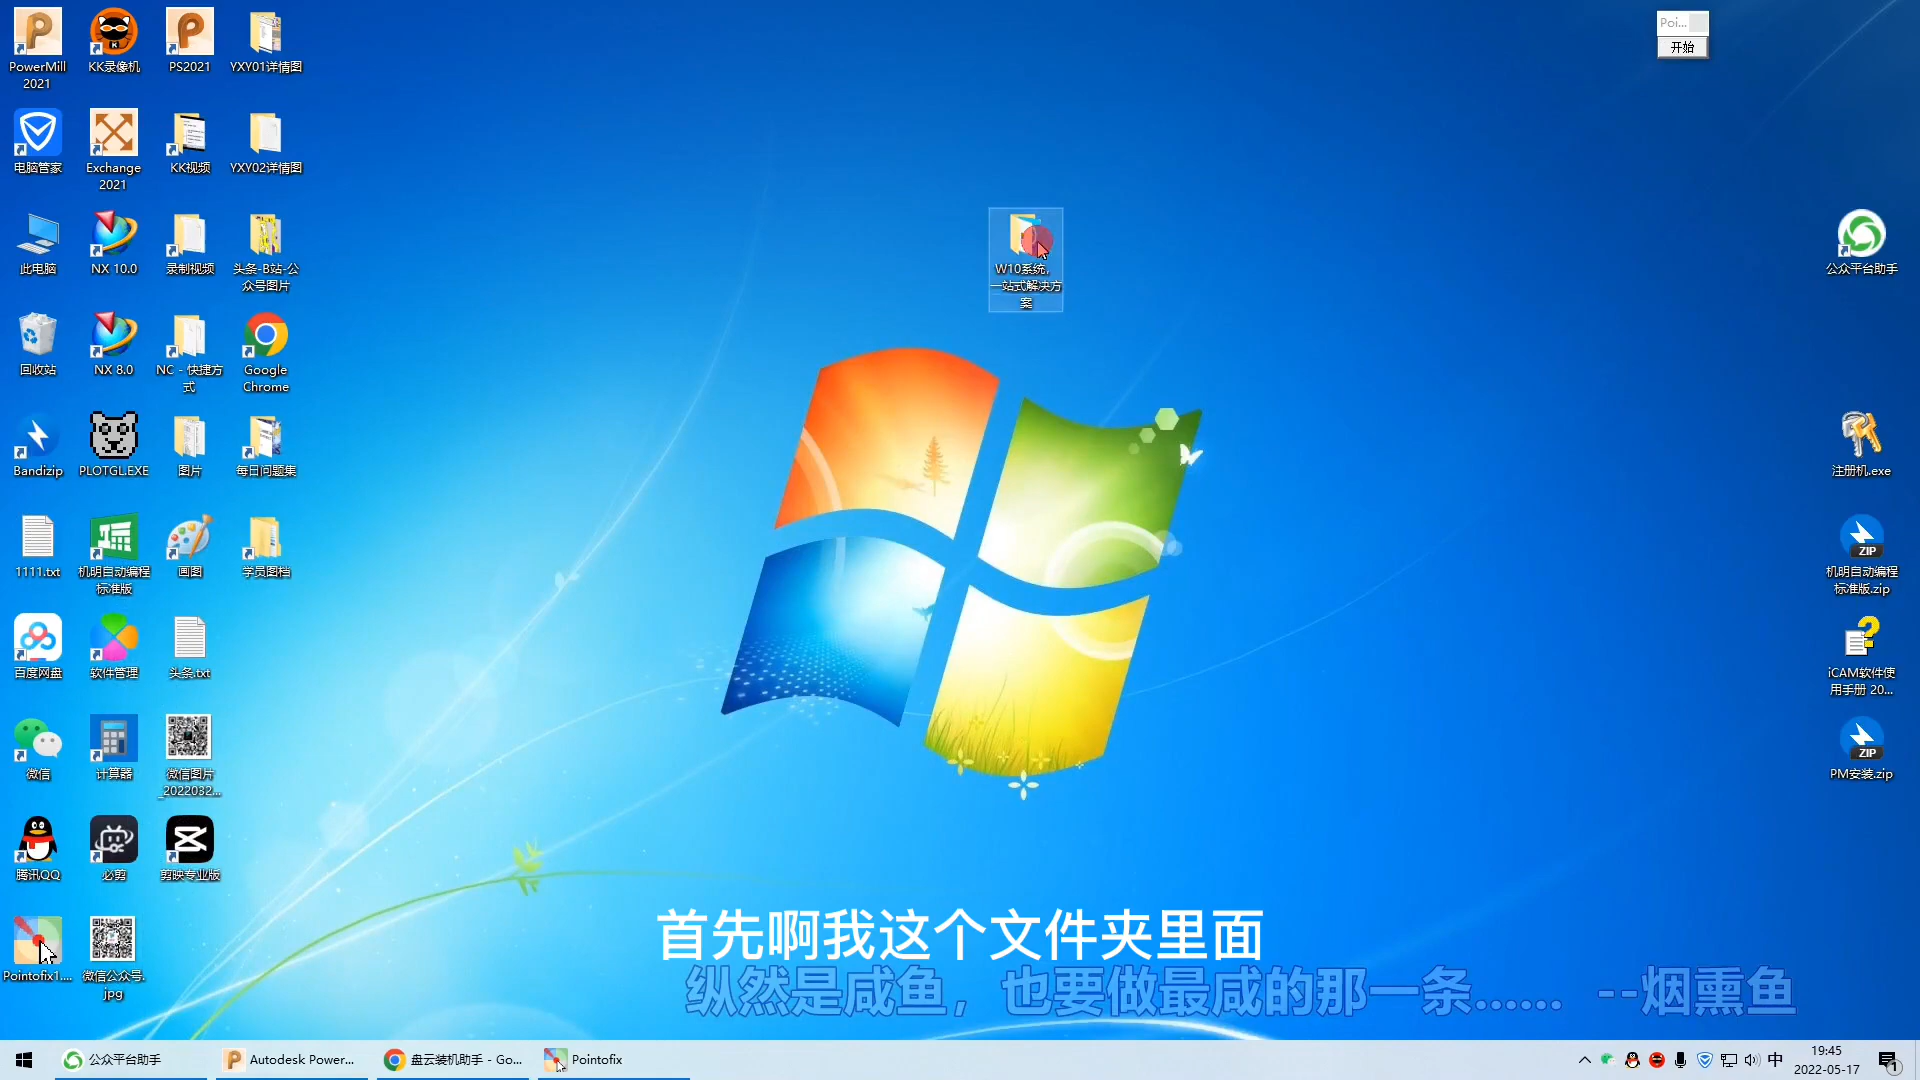 PowerMill
2021
KK录像机
PS2021
YXY01详情图
电脑管家
Exchange
2021
KK视频
YXY02详情图
此电脑
NX 10.0
录制视频
头条-B站-公
众号图片
回收站
NX 8.0
NC - 快捷方
式
Google
Chrome
Bandizip
PLOTGL.EXE
图片
每日问题集
1111.txt
机明自动编程
标准版
画图
学员图档
百度网盘
软件管理
头条.txt
微信
计算器
微信图片
_2022032...
腾讯QQ
必剪
剪映专业版
Pointofix1....
微信公众号.
jpg
W10系统，
一站式解决方
案
Poi...
开始
公众平台助手
注册机.exe
ZIP
机明自动编程
标准版.zip
iCAM软件使
用手册 20...
ZIP
PM安装.zip
首先啊我这个文件夹里面
纵然是咸鱼，也要做最咸的那一条...... --烟熏鱼
公众平台助手
Autodesk Power...
盘云装机助手 - Go...
Pointofix
中
19:45
2022-05-17
1